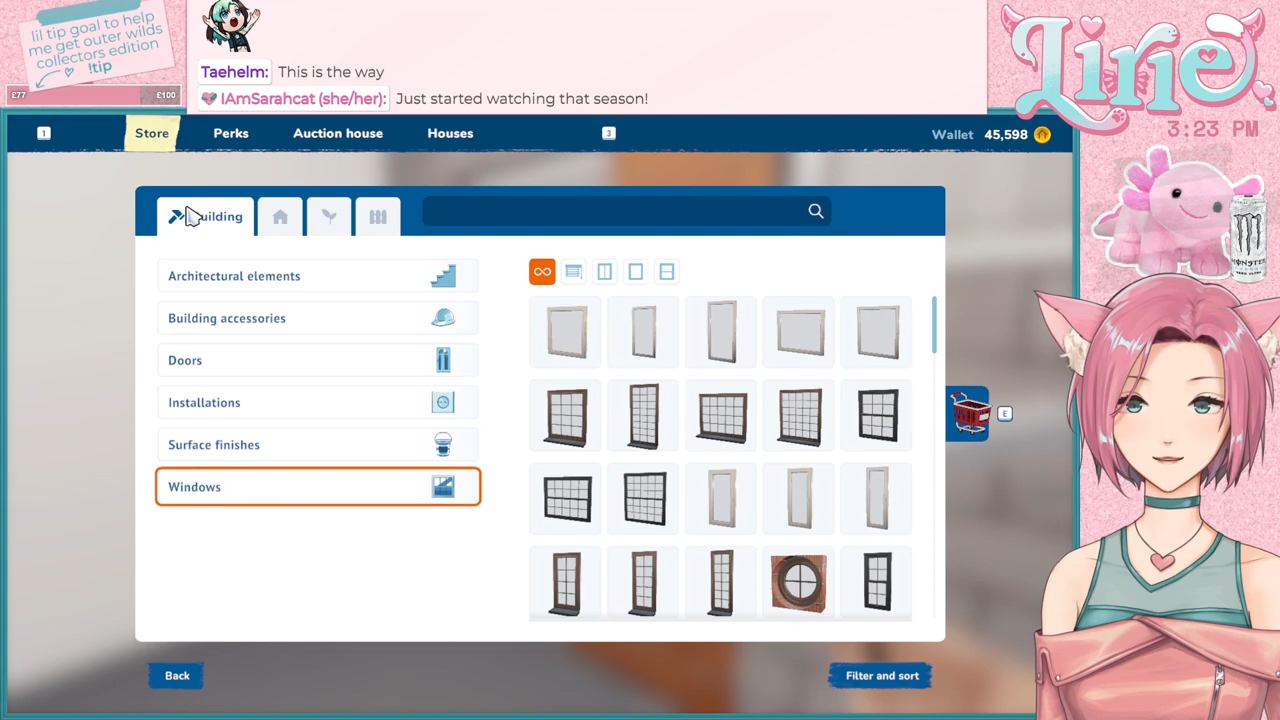 lil tip goal to help
me get outer wilds
collectors edition
!tip
£77
£100
Taehelm: This is the way
IAmSarahcat (she/her): Just started watching that season!
Lirie
3:23 PM
1
Store
Perks
Auction house
Houses
3
Wallet 45,598
uilding
Architectural elements
Building accessories
Doors
Installations
Surface finishes
Windows
E
Back
Filter and sort
MONSTER